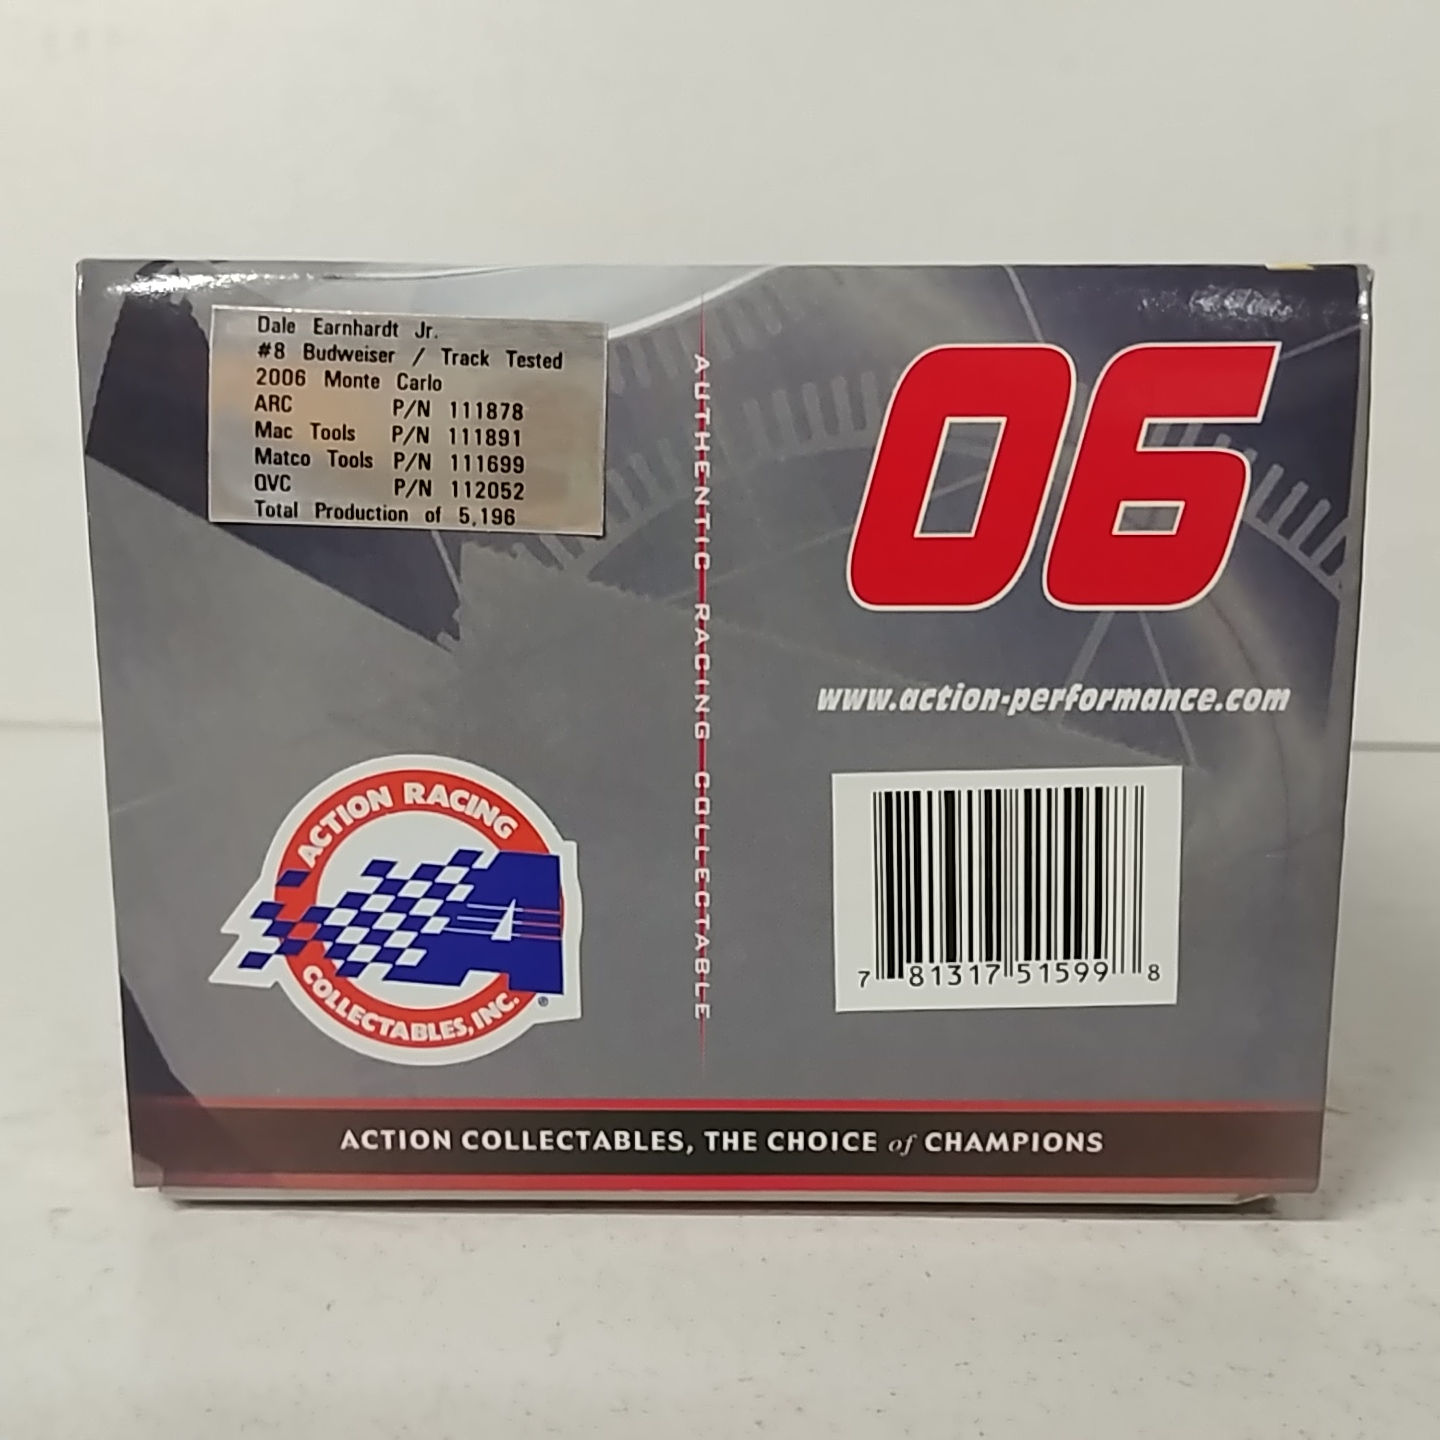 Dale Earnhardt Jr.
#8 Budweiser / Track Tested
2006 Monte Carlo
ARC P/N 111878
Mac Tools P/N 111891
Matco Tools P/N 111699
QVC P/N 112052
Total Production of 5,196
AUTHENTIC RACING COLLECTABLE
06
www.action-performance.com
ACTION RACING
COLLECTABLES, INC.
®
7 81317 51599 8
ACTION COLLECTABLES, THE CHOICE of CHAMPIONS